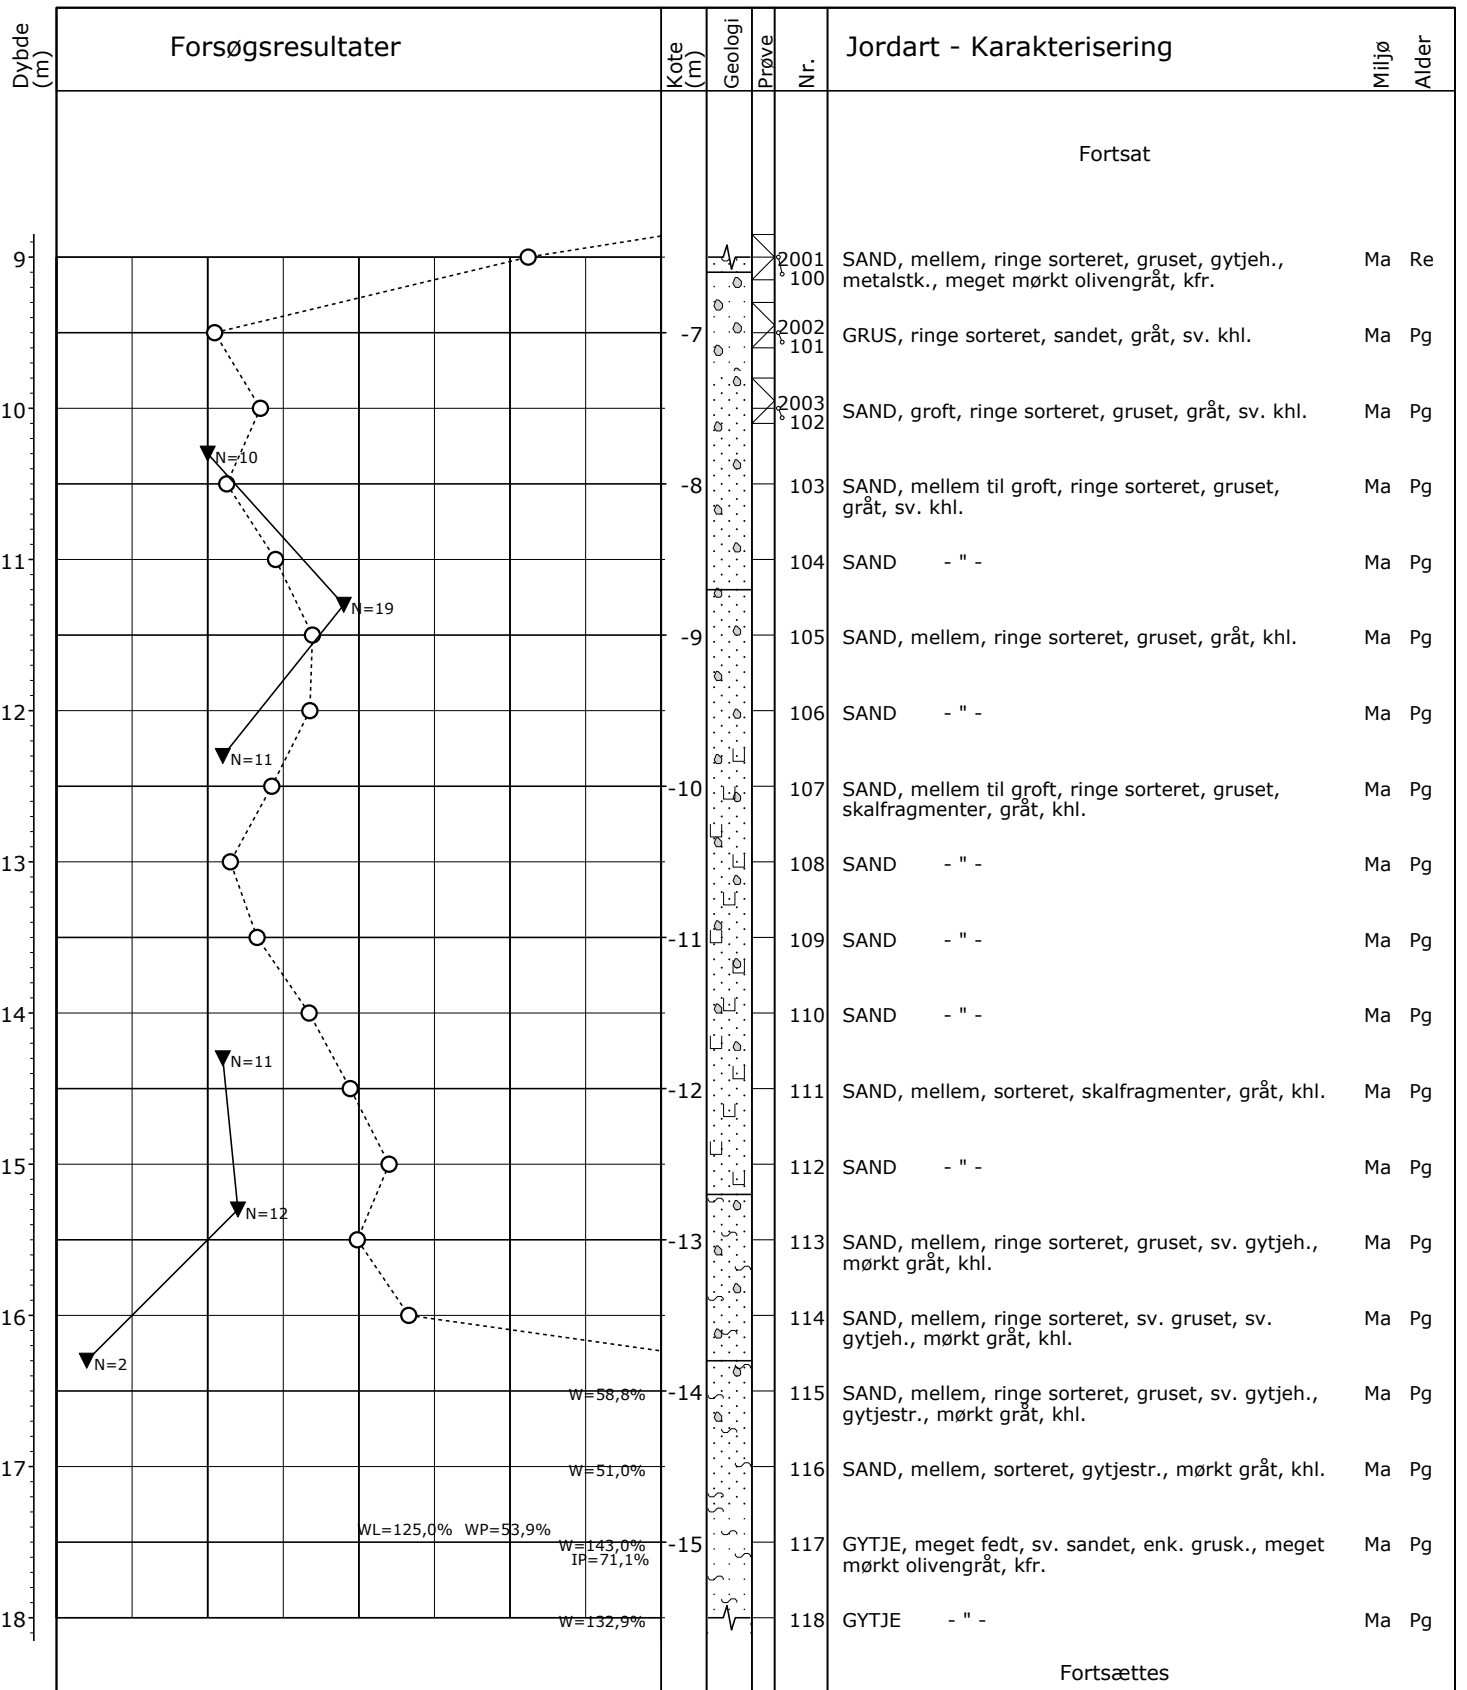 Dybde (m)
Forsøgsresultater
Kote (m)
Geologi
Prøve
Nr.
Jordart - Karakterisering
Miljø
Alder
Fortsat
9 2001 SAND, mellem, ringe sorteret, gruset, gytjeh., Ma Re
100 metalstk., meget mørkt olivengråt, kfr.
-7 2002 GRUS, ringe sorteret, sandet, gråt, sv. khl. Ma Pg
101
10 2003 SAND, groft, ringe sorteret, gruset, gråt, sv. khl. Ma Pg
102
N=10
-8 103 SAND, mellem til groft, ringe sorteret, gruset, Ma Pg
gråt, sv. khl.
11 104 SAND - " - Ma Pg
N=19
-9 105 SAND, mellem, ringe sorteret, gruset, gråt, khl. Ma Pg
12 106 SAND - " - Ma Pg
N=11
-10 107 SAND, mellem til groft, ringe sorteret, gruset, Ma Pg
skalfragmenter, gråt, khl.
13 108 SAND - " - Ma Pg
-11 109 SAND - " - Ma Pg
14 110 SAND - " - Ma Pg
N=11
-12 111 SAND, mellem, sorteret, skalfragmenter, gråt, khl. Ma Pg
15 112 SAND - " - Ma Pg
N=12
-13 113 SAND, mellem, ringe sorteret, gruset, sv. gytjeh., Ma Pg
mørkt gråt, khl.
16 114 SAND, mellem, ringe sorteret, sv. gruset, sv. Ma Pg
gytjeh., mørkt gråt, khl.
N=2
W=58,8% -14 115 SAND, mellem, ringe sorteret, gruset, sv. gytjeh., Ma Pg
gytjestr., mørkt gråt, khl.
17 W=51,0% 116 SAND, mellem, sorteret, gytjestr., mørkt gråt, khl. Ma Pg
WL=125,0% WP=53,9%
W=143,0% -15 117 GYTJE, meget fedt, sv. sandet, enk. grusk., meget Ma Pg
IP=71,1% mørkt olivengråt, kfr.
18 W=132,9% 118 GYTJE - " - Ma Pg
Fortsættes